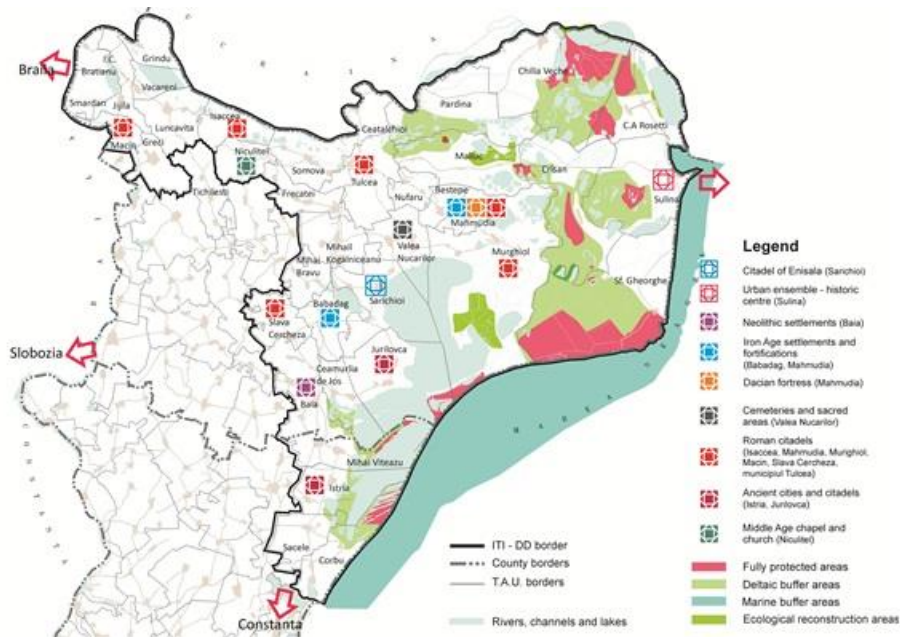 Braila
I.C.
Bratianu
Grindu
Vacareni
Smardan
Jijila
Luncavita
Isaccea
Macin
Greci
Niculitel
Cichilesti
Frecatei
Somova
Tulcea
Ceatalchioi
Pardina
Chilia Veche
C.A Rosetti
Maliuc
Crisan
Sulina
Bestepe
Nufaru
Mahmudia
Valea
Nucarilor
Murghiol
Sf. Gheorghe
Mihail
Kogalniceanu
Mihai
Bravu
Babadag
Sarichioi
Slava
Cercheza
Slobozia
Jurilovca
Ceamurlia
de Jos
Baia
Mihai Viteazu
Istria
Sacele
Corbu
Constanta
MAREA
CONSTANTA
Legend
Citadel of Enisala (Sarichioi)
Urban ensemble - historic
centre (Sulina)
Neolithic settlements (Baia)
Iron Age settlements and
fortifications
(Babadag, Mahmudia)
Dacian fortress (Mahmudia)
Cemeteries and sacred
areas (Valea Nucarilor)
Roman citadels
(Isaccea, Mahmudia, Murighiol,
Macin, Slava Cercheza,
municipiul Tulcea)
Ancient cities and citadels
(Istria, Jurilovca)
Middle Age chapel and
church (Niculitel)
Fully protected areas
Deltaic buffer areas
Marine buffer areas
Ecological reconstruction areas
ITI - DD border
County borders
T.A.U. borders
Rivers, channels and lakes